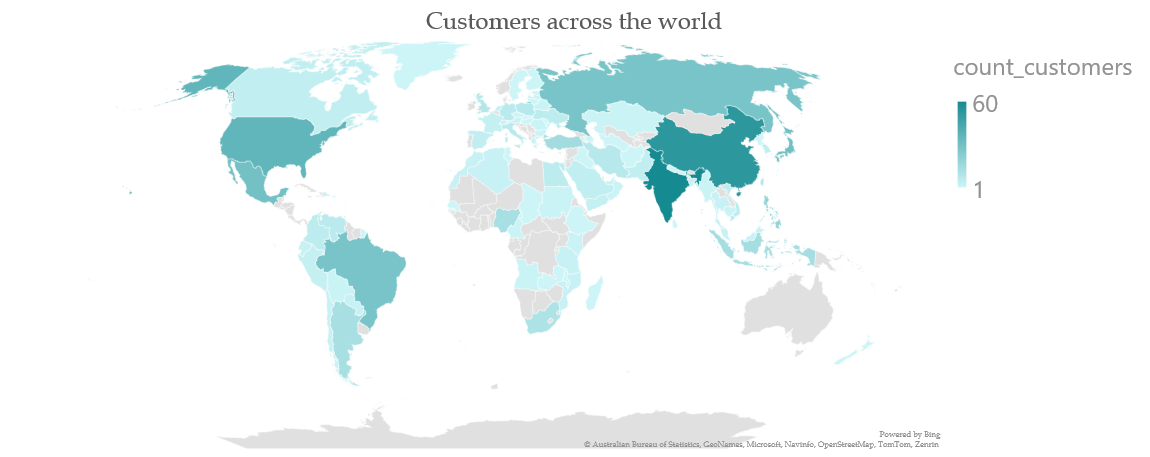 Customers across the world
count_customers
60
1
Powered by Bing
© Australian Bureau of Statistics, GeoNames, Microsoft, Navinfo, OpenStreetMap, TomTom, Zenrin